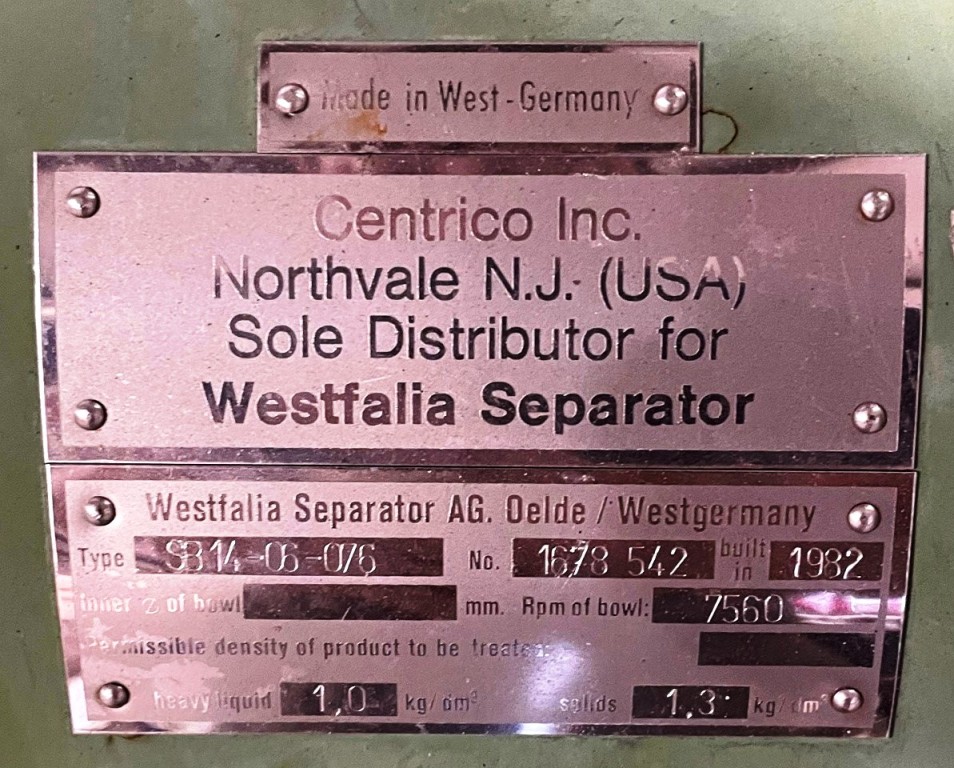 Made in West-Germany
Centrico Inc.
Northvale N.J. (USA)
Sole Distributor for
Westfalia Separator
Westfalia Separator AG. Oelde / Westgermany
Type SB14-06-076 No. 1678 542 built in 1982
Inner of bowl mm. Rpm of bowl: 7560
Permissible density of product to be treated:
heavy liquid 1,0 kg/dm³ solids 1,3 kg/dm³